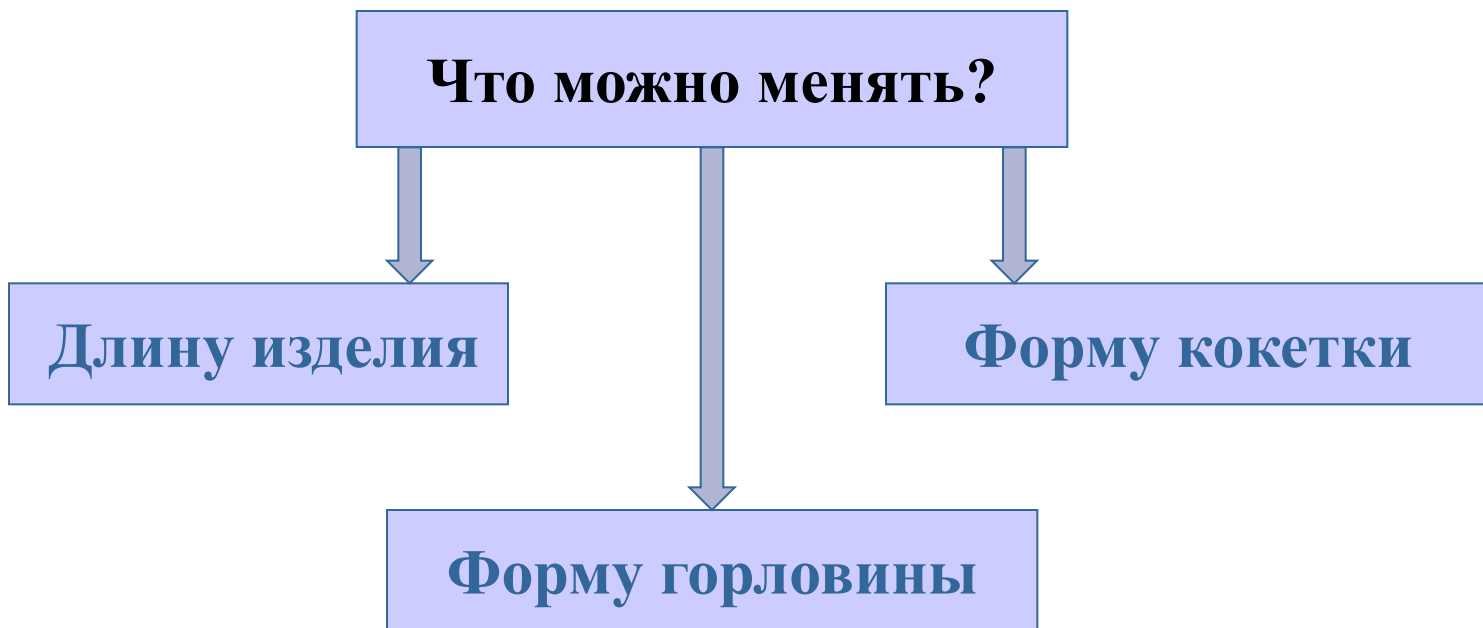 Что можно менять?
Длину изделия
Форму кокетки
Форму горловины